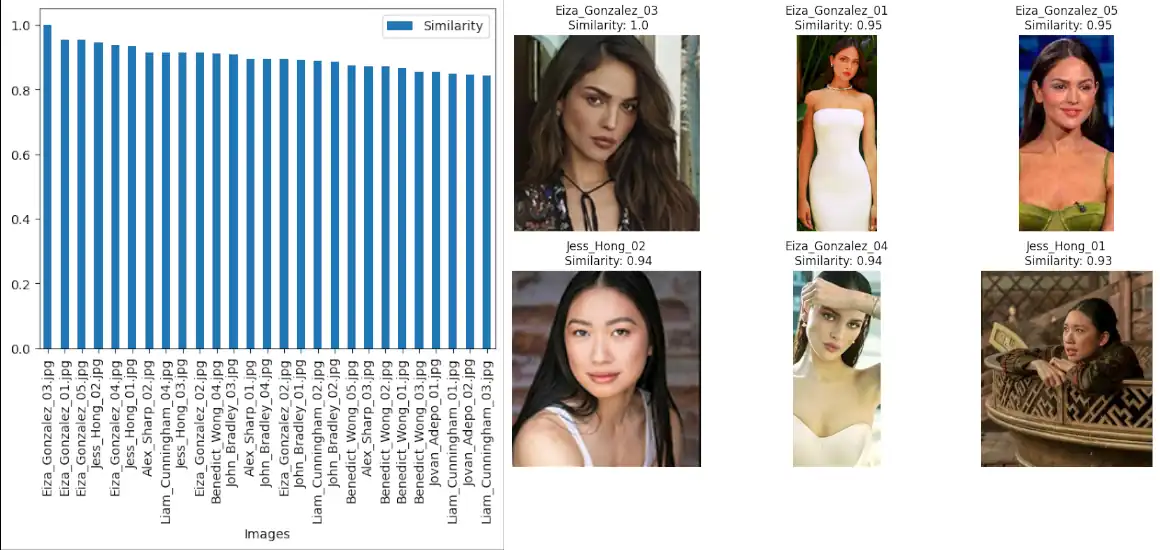 1.0
0.8
0.6
0.4
0.2
0.0
Similarity
Eiza_Gonzalez_03.jpg
Eiza_Gonzalez_01.jpg
Eiza_Gonzalez_05.jpg
Jess_Hong_02.jpg
Eiza_Gonzalez_04.jpg
Jess_Hong_01.jpg
Alex_Sharp_02.jpg
Liam_Cunningham_04.jpg
Jess_Hong_03.jpg
Eiza_Gonzalez_02.jpg
Benedict_Wong_04.jpg
John_Bradley_03.jpg
Alex_Sharp_01.jpg
John_Bradley_04.jpg
Eiza_Gonzalez_02.jpg
John_Bradley_01.jpg
Liam_Cunningham_02.jpg
John_Bradley_02.jpg
Benedict_Wong_05.jpg
Alex_Sharp_03.jpg
Benedict_Wong_02.jpg
Benedict_Wong_01.jpg
Benedict_Wong_03.jpg
Jovan_Adepo_01.jpg
Liam_Cunningham_01.jpg
Jovan_Adepo_02.jpg
Liam_Cunningham_03.jpg
Images
Eiza_Gonzalez_03
Similarity: 1.0
Eiza_Gonzalez_01
Similarity: 0.95
Eiza_Gonzalez_05
Similarity: 0.95
Jess_Hong_02
Similarity: 0.94
Eiza_Gonzalez_04
Similarity: 0.94
Jess_Hong_01
Similarity: 0.93